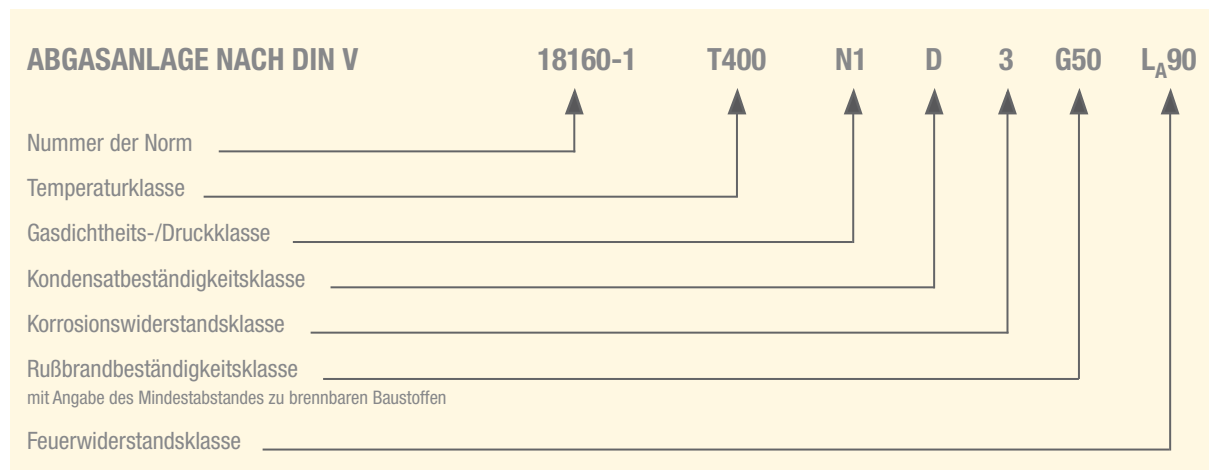 ABGASANLAGE NACH DIN V 18160-1 T400 N1 D 3 G50 LA90
Nummer der Norm
Temperaturklasse
Gasdichtheits-/Druckklasse
Kondensatbeständigkeitsklasse
Korrosionswiderstandsklasse
Rußbrandbeständigkeitsklasse
mit Angabe des Mindestabstandes zu brennbaren Baustoffen
Feuerwiderstandsklasse